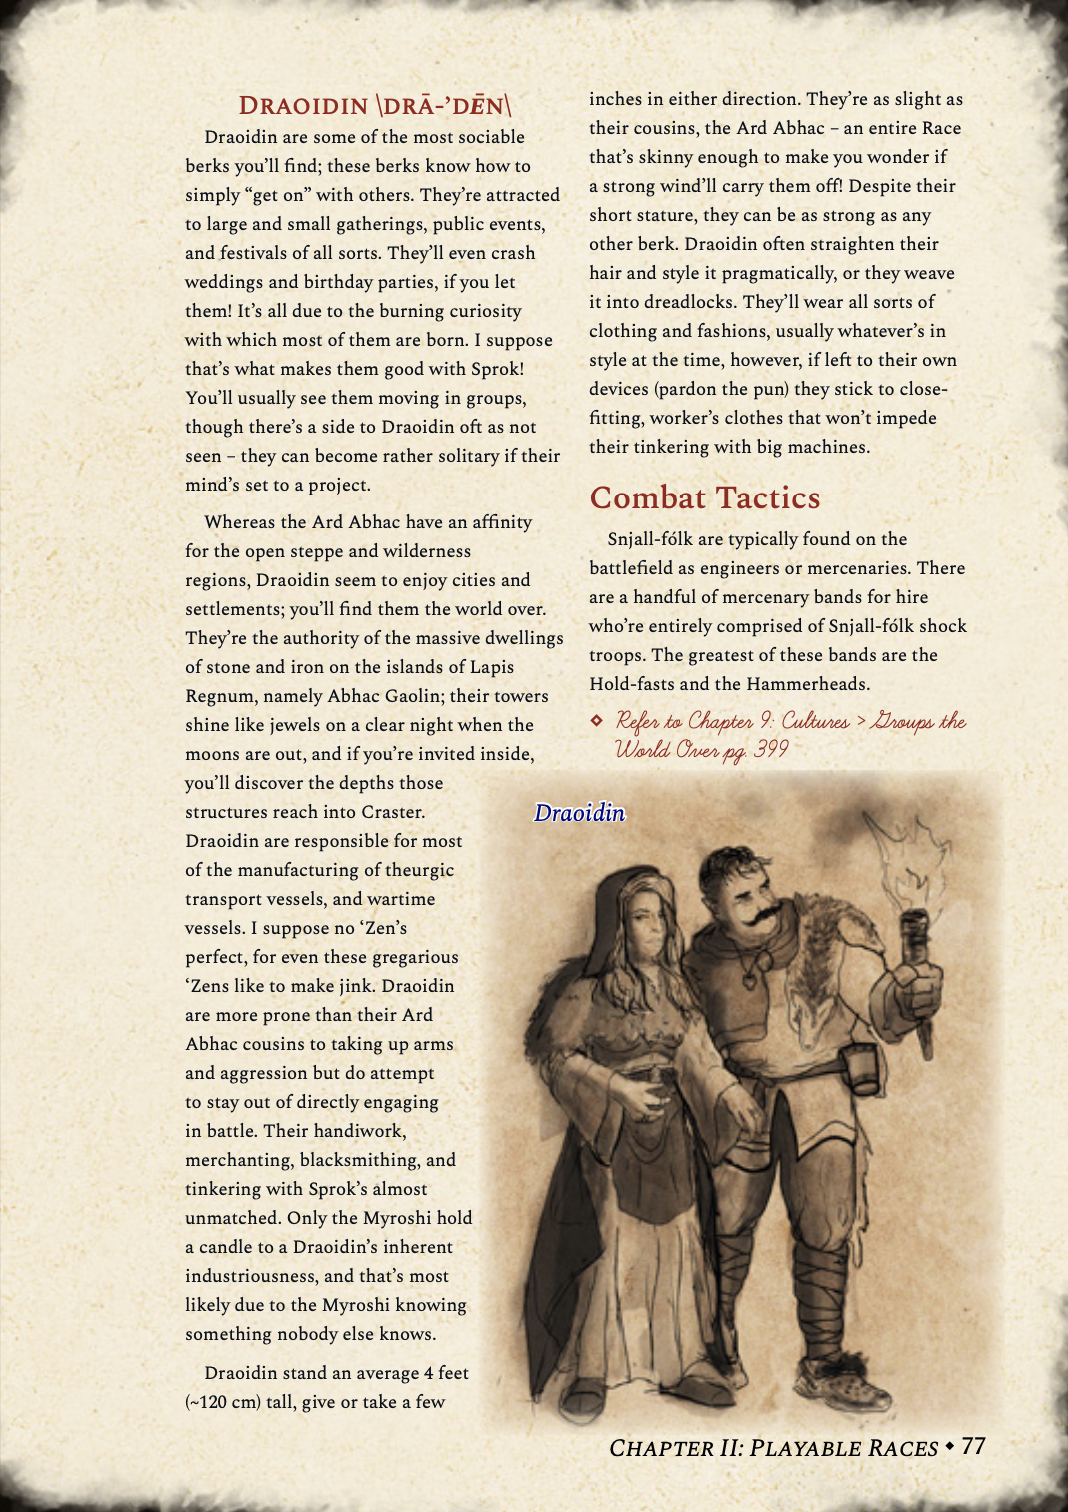 Draoidin \drā-’dēn\
Draoidin are some of the most sociable
berks you’ll find; these berks know how to
simply “get on” with others. They’re attracted
to large and small gatherings, public events,
and festivals of all sorts. They’ll even crash
weddings and birthday parties, if you let
them! It’s all due to the burning curiosity
with which most of them are born. I suppose
that’s what makes them good with Sprok!
You’ll usually see them moving in groups,
though there’s a side to Draoidin oft as not
seen – they can become rather solitary if their
mind’s set to a project.
Whereas the Ard Abhac have an affinity
for the open steppe and wilderness
regions, Draoidin seem to enjoy cities and
settlements; you’ll find them the world over.
They’re the authority of the massive dwellings
of stone and iron on the islands of Lapis
Regnum, namely Abhac Gaolin; their towers
shine like jewels on a clear night when the
moons are out, and if you’re invited inside,
you’ll discover the depths those
structures reach into Craster.
Draoidin are responsible for most
of the manufacturing of theurgic
transport vessels, and wartime
vessels. I suppose no ‘Zen’s
perfect, for even these gregarious
‘Zens like to make jink. Draoidin
are more prone than their Ard
Abhac cousins to taking up arms
and aggression but do attempt
to stay out of directly engaging
in battle. Their handiwork,
merchanting, blacksmithing, and
tinkering with Sprok’s almost
unmatched. Only the Myroshi hold
a candle to a Draoidin’s inherent
industriousness, and that’s most
likely due to the Myroshi knowing
something nobody else knows.
Draoidin stand an average 4 feet
(~120 cm) tall, give or take a few
inches in either direction. They’re as slight as
their cousins, the Ard Abhac – an entire Race
that’s skinny enough to make you wonder if
a strong wind’ll carry them off! Despite their
short stature, they can be as strong as any
other berk. Draoidin often straighten their
hair and style it pragmatically, or they weave
it into dreadlocks. They’ll wear all sorts of
clothing and fashions, usually whatever’s in
style at the time, however, if left to their own
devices (pardon the pun) they stick to close-
fitting, worker’s clothes that won’t impede
their tinkering with big machines.
Combat Tactics
Snjall-fólk are typically found on the
battlefield as engineers or mercenaries. There
are a handful of mercenary bands for hire
who’re entirely comprised of Snjall-fólk shock
troops. The greatest of these bands are the
Hold-fasts and the Hammerheads.
Refer to Chapter 9: Cultures > Groups the
World Over pg. 399
Draoidin
Chapter II: Playable Races ◆ 77